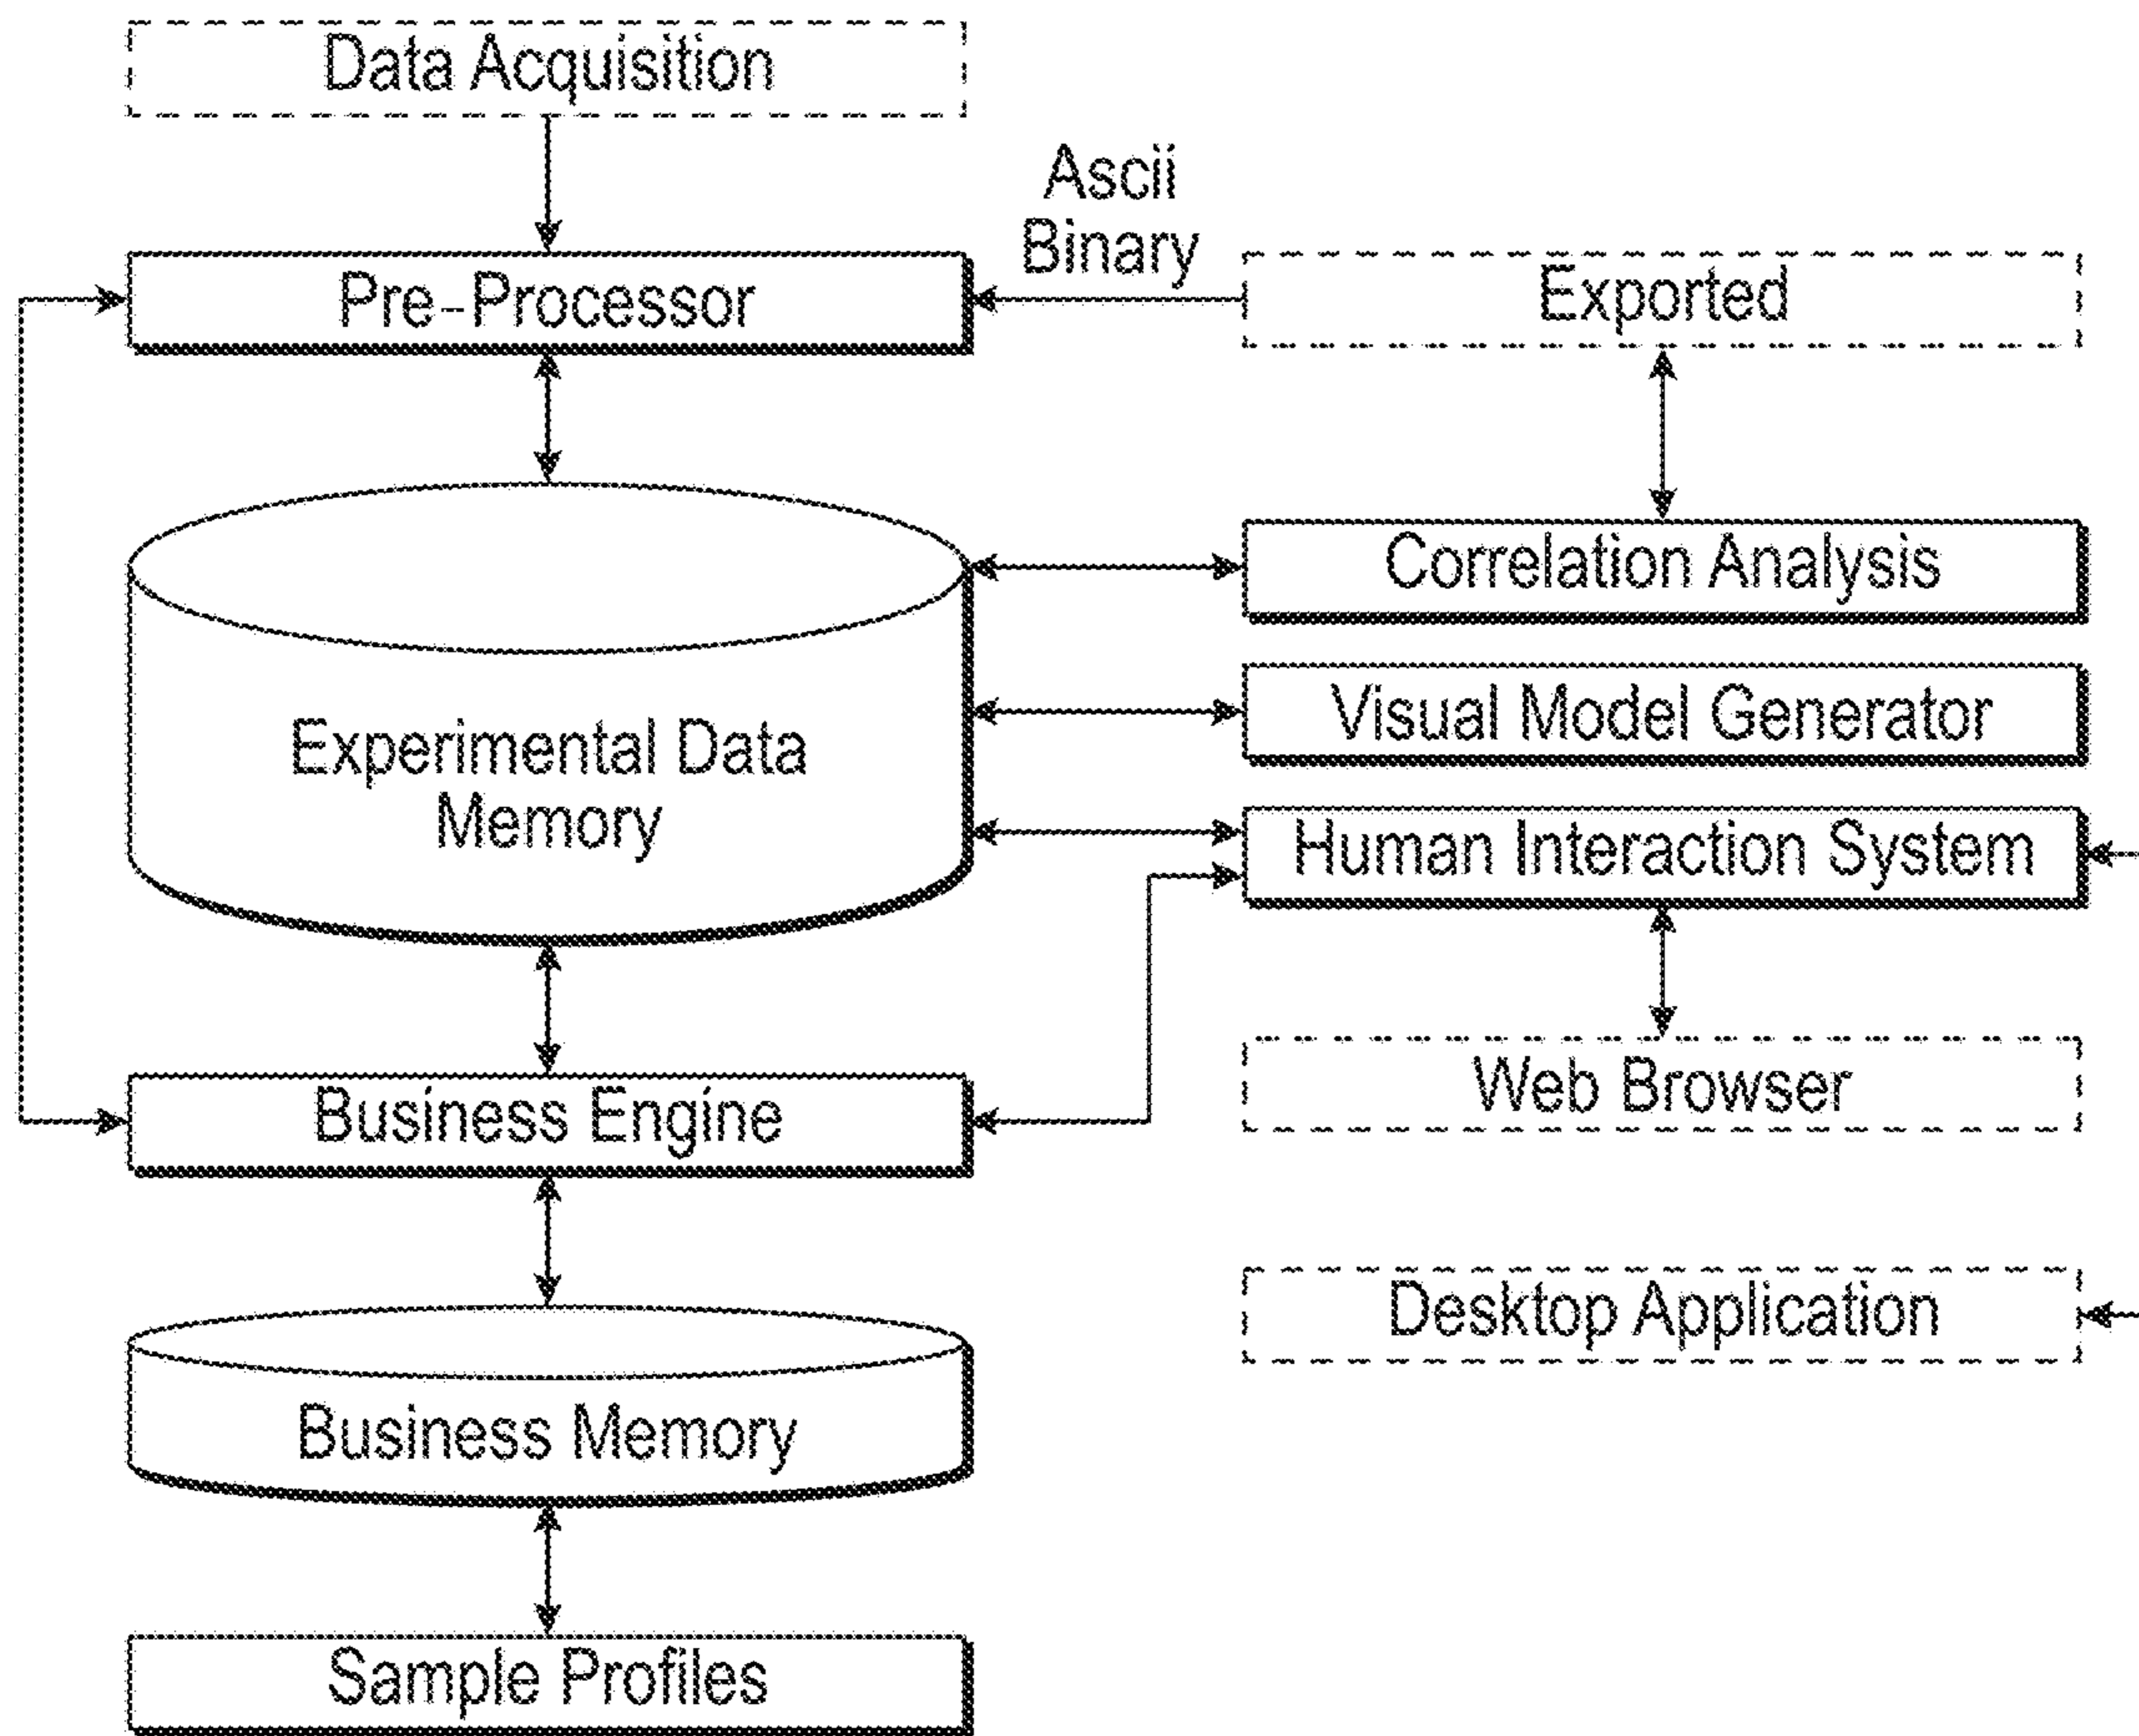 Data Acquisition
Ascii
Binary
Pre-Processor
Exported
Correlation Analysis
Visual Model Generator
Experimental Data
Memory
Human Interaction System
Business Engine
Web Browser
Desktop Application
Business Memory
Sample Profiles